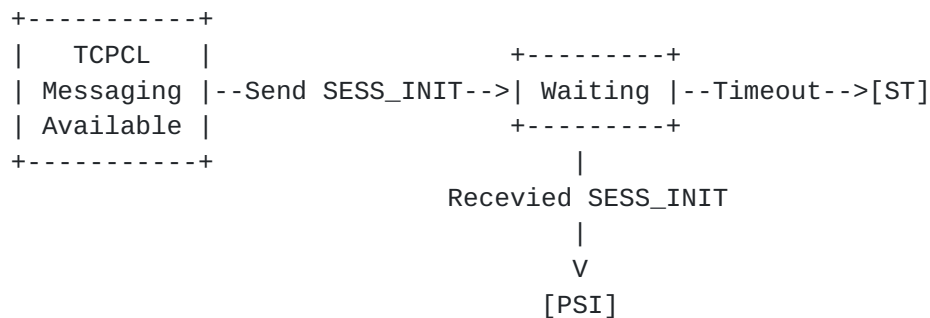 +-----------+
|   TCPCL   |                   +---------+
| Messaging |--Send SESS_INIT-->| Waiting |--Timeout-->[ST]
| Available |                   +---------+
+-----------+                        |
                            Recevied SESS_INIT
                                     |
                                     V
                                   [PSI]